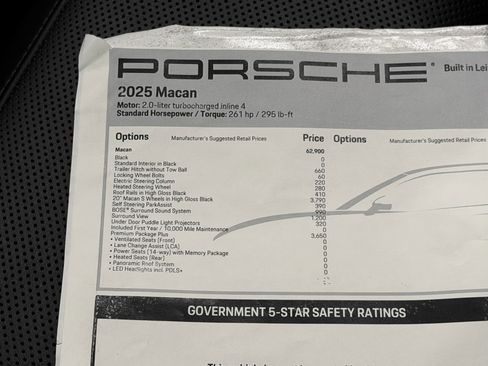 PORSCHE® Built in Lei
2025 Macan
Motor: 2.0-liter turbocharged inline 4
Standard Horsepower / Torque: 261 hp / 295 lb-ft
Options Manufacturer's Suggested Retail Prices Price Options Manufacturer's Suggested Retail Prices
Macan 62,900
Black 0
Standard Interior in Black 0
Trailer Hitch without Tow Ball 660
Locking Wheel Bolts 60
Electric Steering Column 220
Heated Steering Wheel 280
Roof Rails in High Gloss Black 410
20" Macan S Wheels in High Gloss Black 3,790
Self Steering ParkAssist 390
BOSE® Surround Sound System 990
Surround View 1,200
Under Door Puddle Light Projectors 320
Included First Year / 10,000 Mile Maintenance 0
Premium Package Plus 3,650
• Ventilated Seats (Front) 0
• Lane Change Assist (LCA) 0
• Power Seats (14-way) with Memory Package 0
• Heated Seats (Rear) 0
• Panoramic Roof System 0
• LED Headlights incl. PDLS+
GOVERNMENT 5-STAR SAFETY RATINGS